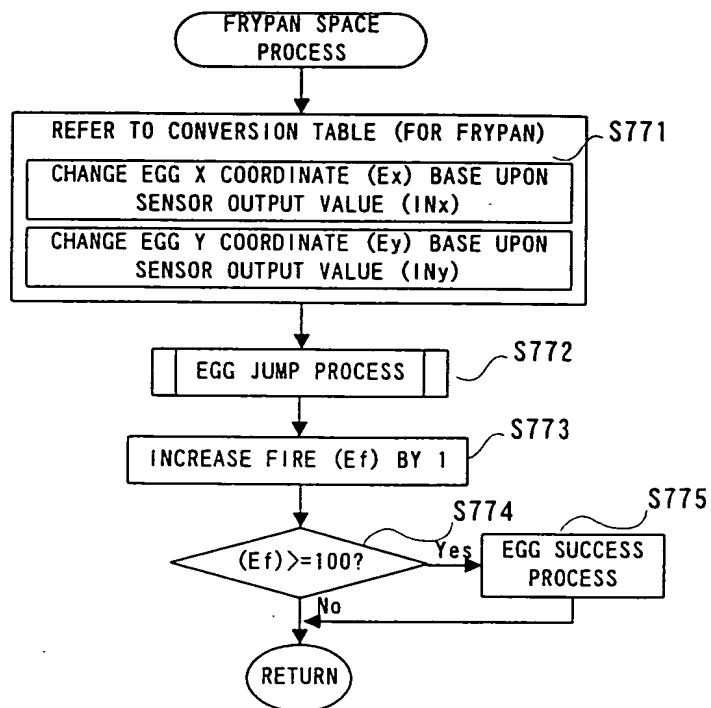 FRYPAN SPACE
PROCESS
REFER TO CONVERSION TABLE (FOR FRYPAN)
S771
CHANGE EGG X COORDINATE (Ex) BASE UPON
SENSOR OUTPUT VALUE (INx)
CHANGE EGG Y COORDINATE (Ey) BASE UPON
SENSOR OUTPUT VALUE (INy)
EGG JUMP PROCESS
S772
INCREASE FIRE (Ef) BY 1
S773
(Ef)>=100?
S774
Yes
EGG SUCCESS
PROCESS
S775
No
RETURN